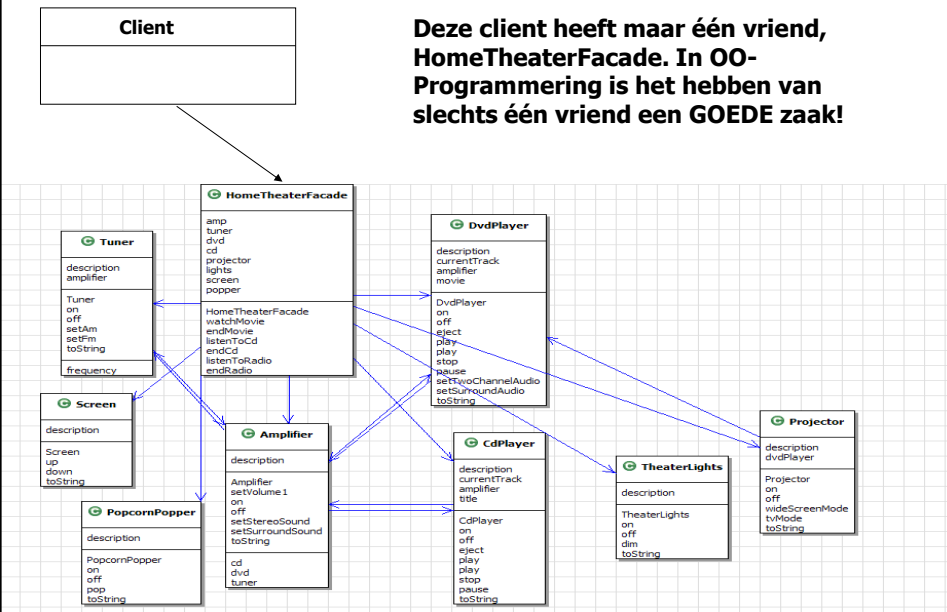 Client
Deze client heeft maar één vriend,
HomeTheaterFacade. In OO-
Programmering is het hebben van
slechts één vriend een GOEDE zaak!
HomeTheaterFacade
amp
tuner
dvd
cd
projector
lights
screen
popper
HomeTheaterFacade
watchMovie
endMovie
listenToCd
endCd
listenToRadio
endRadio
Tuner
description
amplifier
Tuner
on
off
setAm
setFm
toString
frequency
DvdPlayer
description
currentTrack
amplifier
movie
DvdPlayer
on
off
eject
play
play
stop
pause
setTwoChannelAudio
setSurroundAudio
toString
Screen
description
Screen
up
down
toString
Amplifier
description
Amplifier
setVolume1
on
off
setStereoSound
setSurroundSound
toString
cd
dvd
tuner
CdPlayer
description
currentTrack
amplifier
title
CdPlayer
on
off
eject
play
play
stop
pause
toString
TheaterLights
description
TheaterLights
on
off
dim
toString
Projector
description
dvdPlayer
Projector
on
off
wideScreenMode
tvMode
toString
PopcornPopper
description
PopcornPopper
on
off
pop
toString